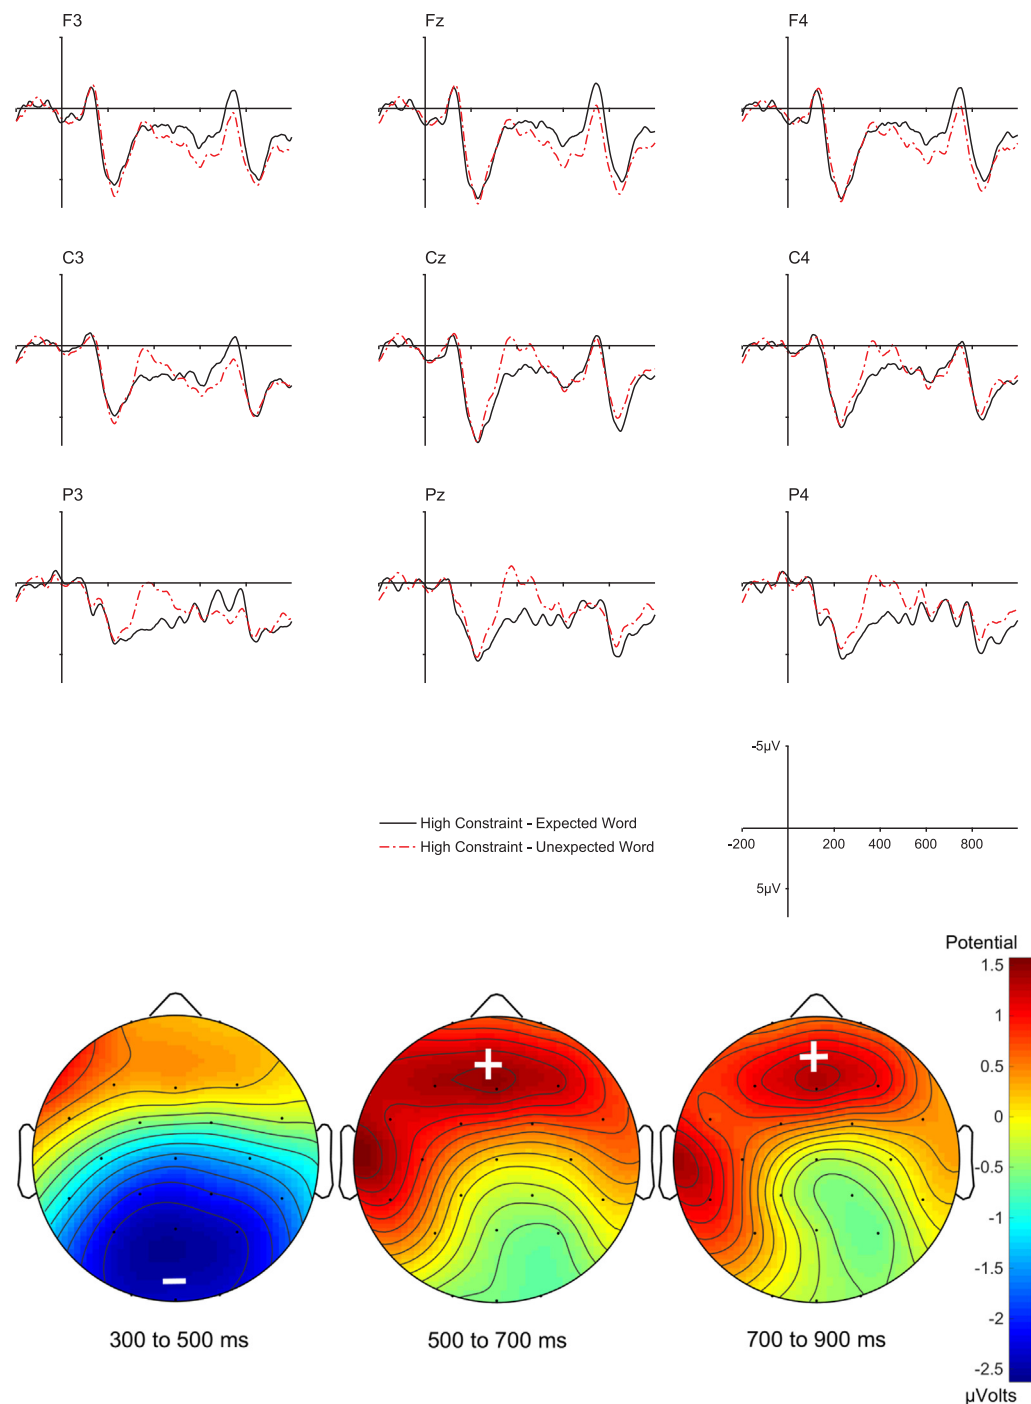 F3 Fz F4
C3 Cz C4
P3 Pz P4
-5µV
-200 200 400 600 800
5µV
High Constraint - Expected Word
High Constraint - Unexpected Word
Potential
1.5
1
0.5
0
-0.5
-1
-1.5
-2
-2.5
µVolts
300 to 500 ms 500 to 700 ms 700 to 900 ms